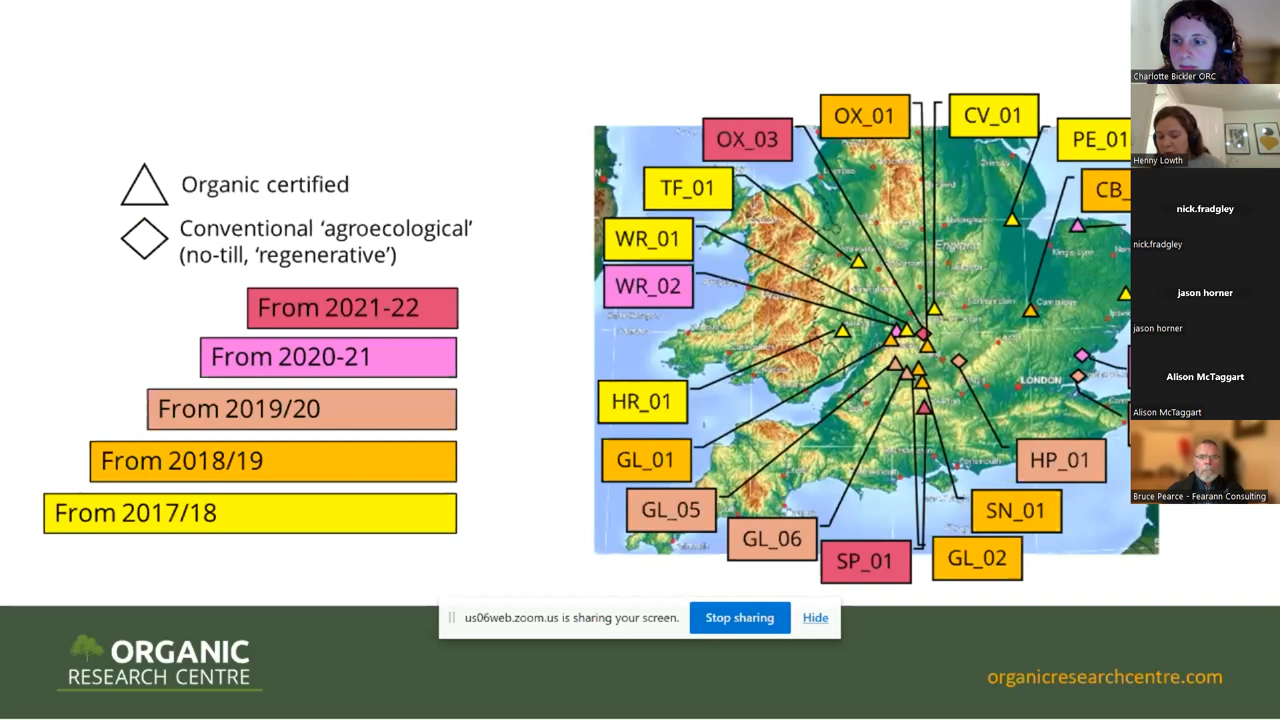 Organic certified
Conventional ‘agroecological’
(no-till, ‘regenerative’)
From 2021-22
From 2020-21
From 2019/20
From 2018/19
From 2017/18
OX_01
CV_01
OX_03
PE_01
TF_01
CB_
WR_01
WR_02
HR_01
GL_01
GL_05
GL_06
SP_01
GL_02
SN_01
HP_01
England
LONDON
Charlotte Bickler ORC
Henny Lowth
nick.fradgley
nick.fradgley
jason horner
jason horner
Alison McTaggart
Alison McTaggart
Bruce Pearce - Fearann Consulting
us06web.zoom.us is sharing your screen.
Stop sharing
Hide
ORGANIC
RESEARCH CENTRE
organicresearchcentre.com